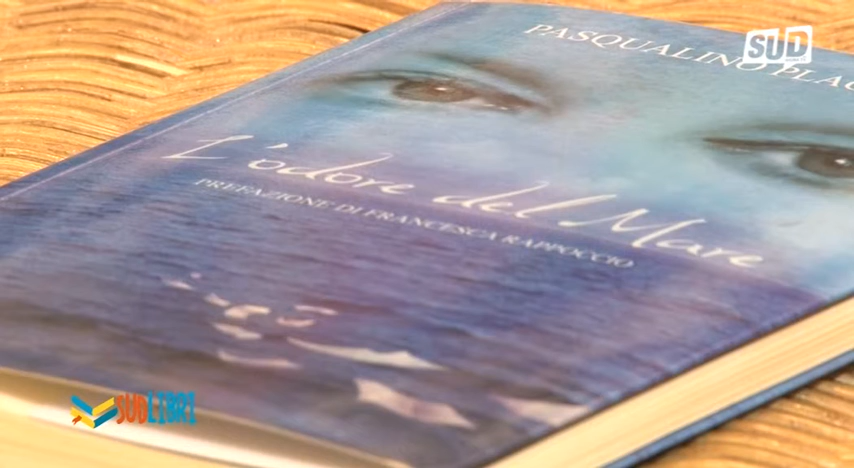 PASQUALINO PLAC
SUD
L'odore del Mare
PREFAZIONE DI FRANCESCA RAPPOCCIO
SUDLIBRI